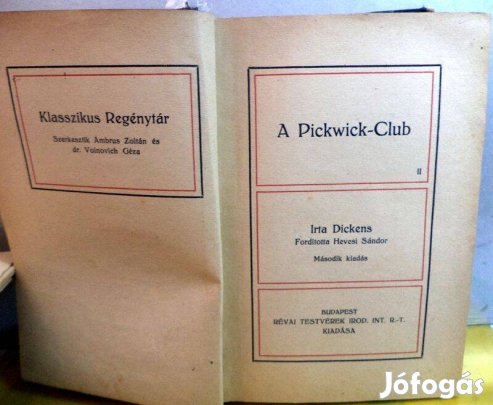 Klasszikus Regénytár
Szerkesztik Ambrus Zoltán és
dr. Voinovich Géza
A Pickwick-Club
II
Irta Dickens
Fordította Hevesi Sándor
Második kiadás
BUDAPEST
RÉVAI TESTVÉREK IROD. INT. R.-T.
KIADÁSA
Jófogás